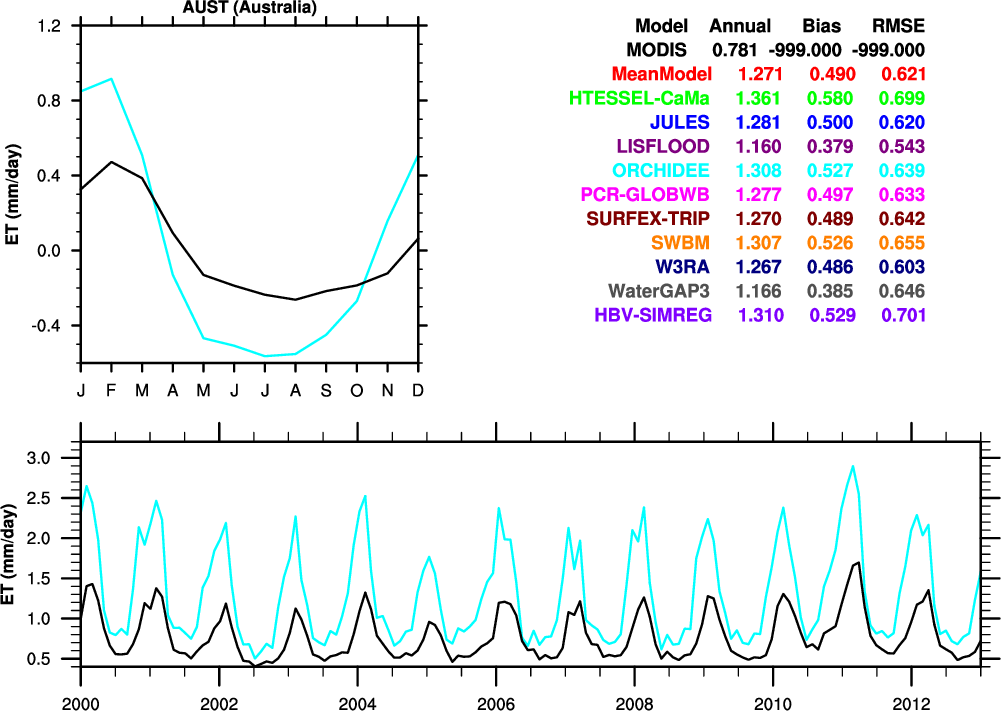 AUST (Australia)
1.2
0.8
0.4
0.0
-0.4
ET (mm/day)
J F M A M J J A S O N D
Model Annual Bias RMSE
MODIS 0.781 -999.000 -999.000
MeanModel 1.271 0.490 0.621
HTESSEL-CaMa 1.361 0.580 0.699
JULES 1.281 0.500 0.620
LISFLOOD 1.160 0.379 0.543
ORCHIDEE 1.308 0.527 0.639
PCR-GLOBWB 1.277 0.497 0.633
SURFEX-TRIP 1.270 0.489 0.642
SWBM 1.307 0.526 0.655
W3RA 1.267 0.486 0.603
WaterGAP3 1.166 0.385 0.646
HBV-SIMREG 1.310 0.529 0.701
3.0
2.5
2.0
1.5
1.0
0.5
ET (mm/day)
2000 2002 2004 2006 2008 2010 2012